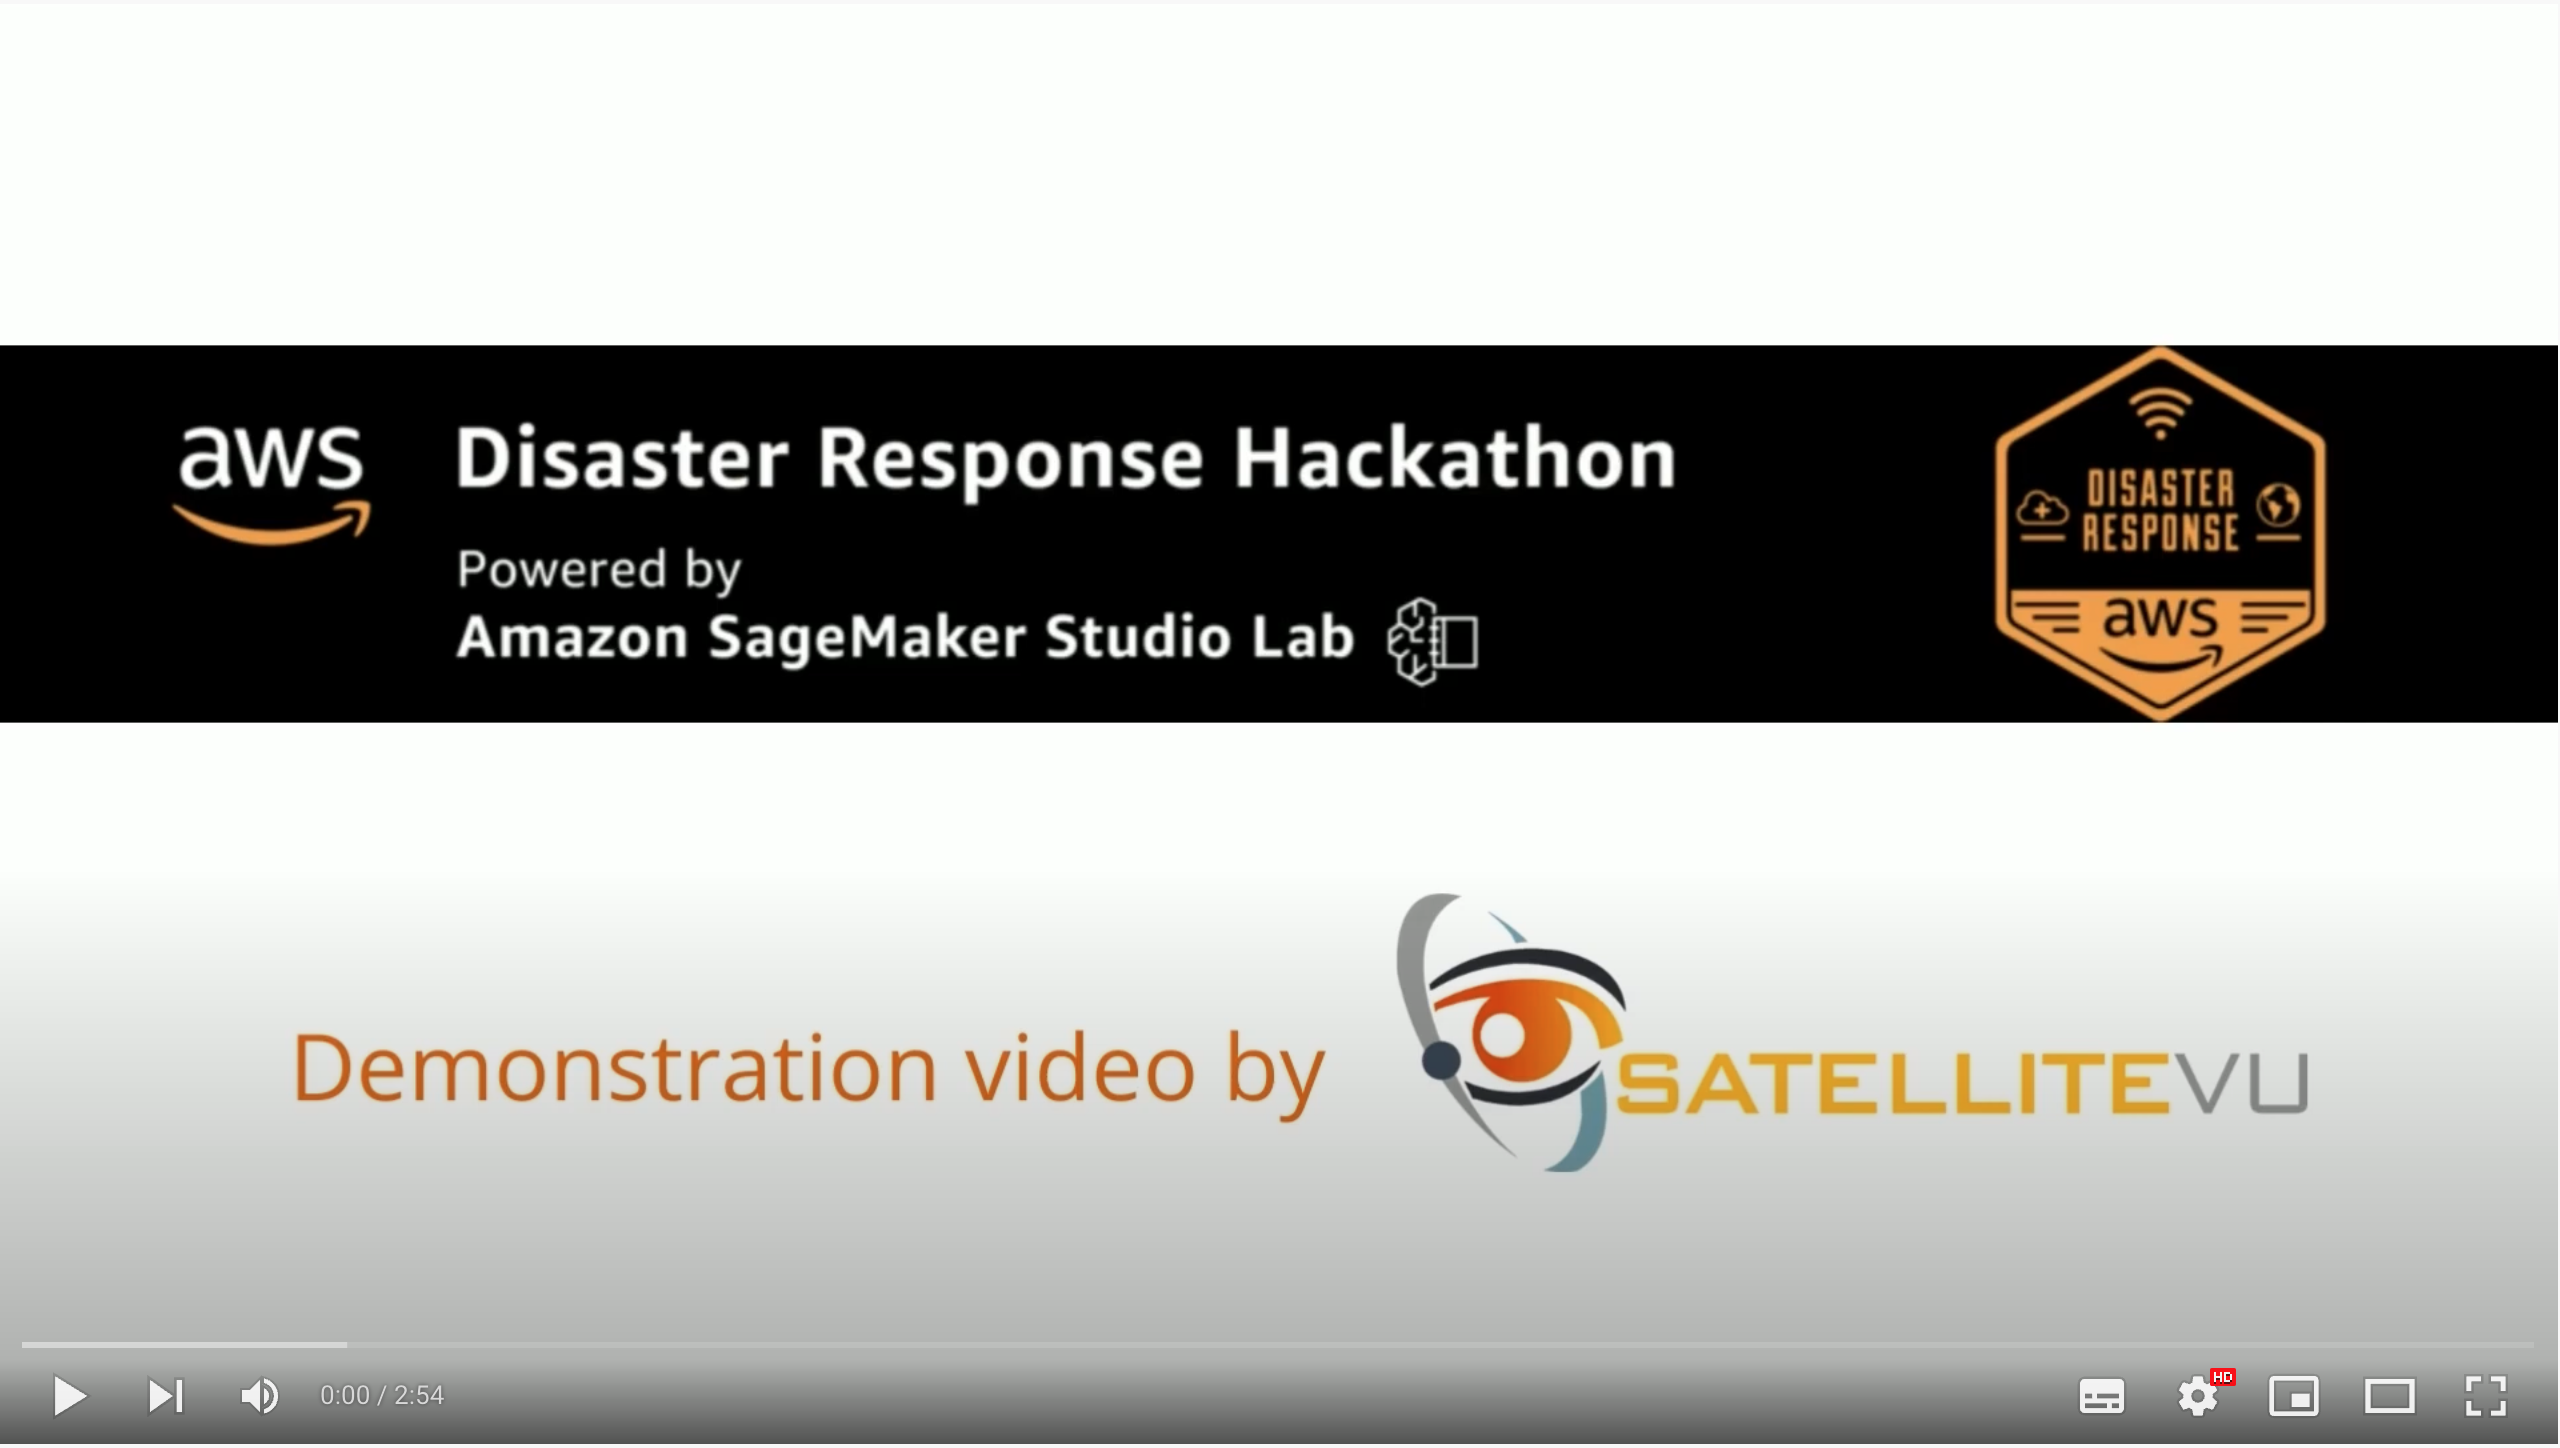 aws
Disaster Response Hackathon
Powered by
Amazon SageMaker Studio Lab
DISASTER
RESPONSE
aws
Demonstration video by
SATELLITEVU
0:00 / 2:54
HD